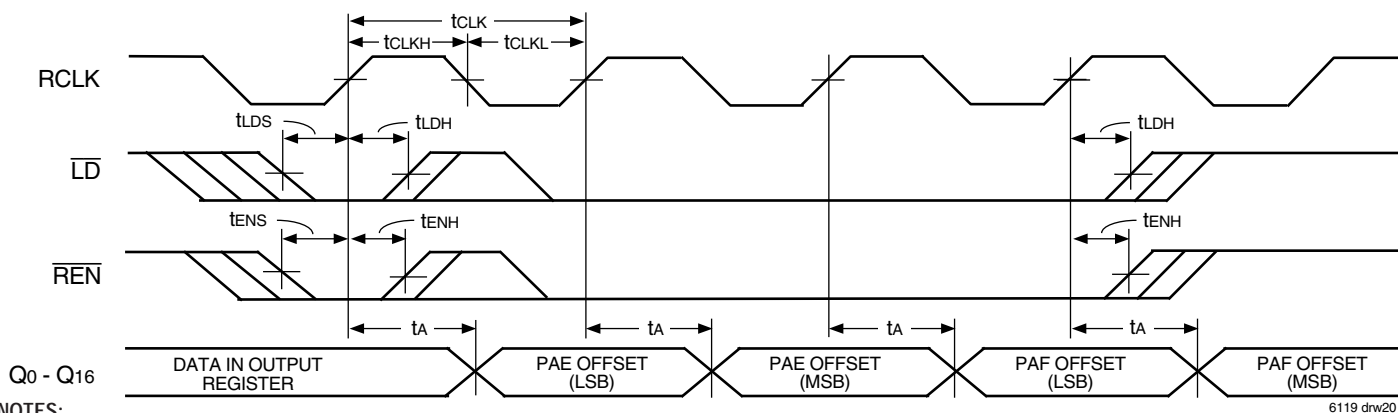 tCLK
tCLKH tCLKL
RCLK
tLDS tLDH tLDH
LD
tENS tENH tENH
REN
tA tA tA tA
Q0 - Q16
DATA IN OUTPUT
REGISTER
PAE OFFSET
(LSB)
PAE OFFSET
(MSB)
PAF OFFSET
(LSB)
PAF OFFSET
(MSB)
NOTES:
6119 drw20